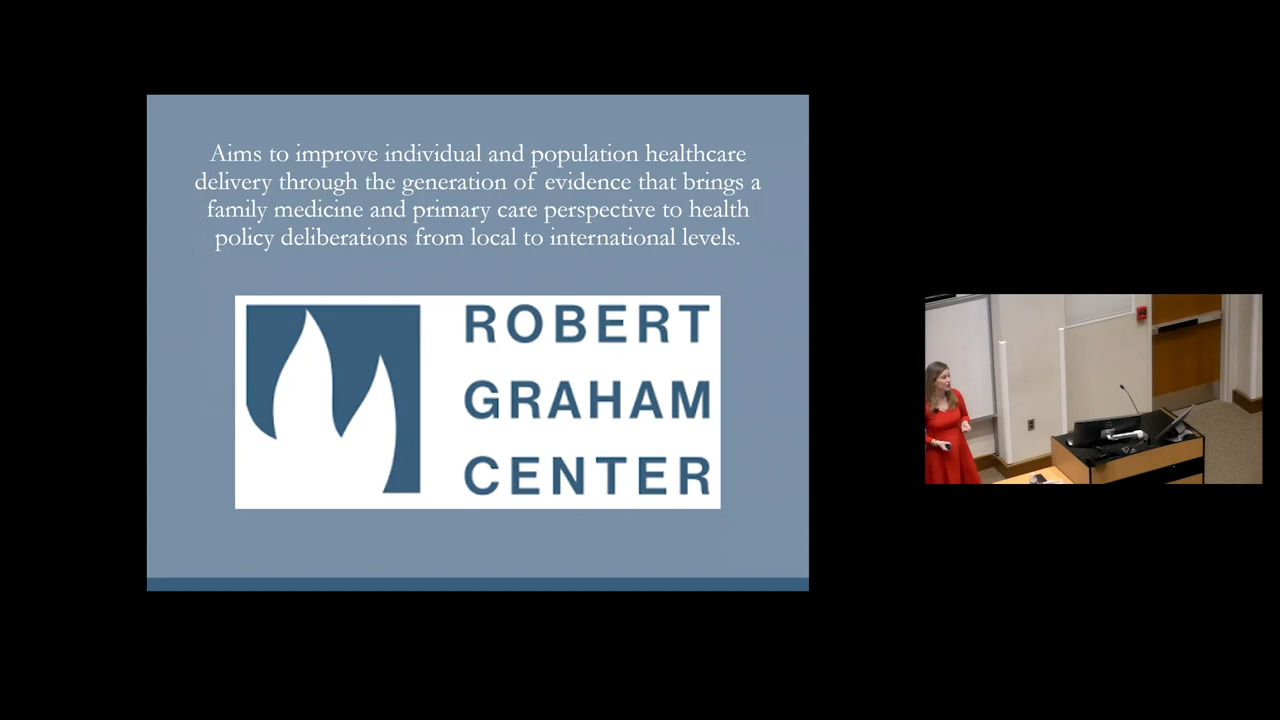 Aims to improve individual and population healthcare
delivery through the generation of evidence that brings a
family medicine and primary care perspective to health
policy deliberations from local to international levels.
ROBERT
GRAHAM
CENTER